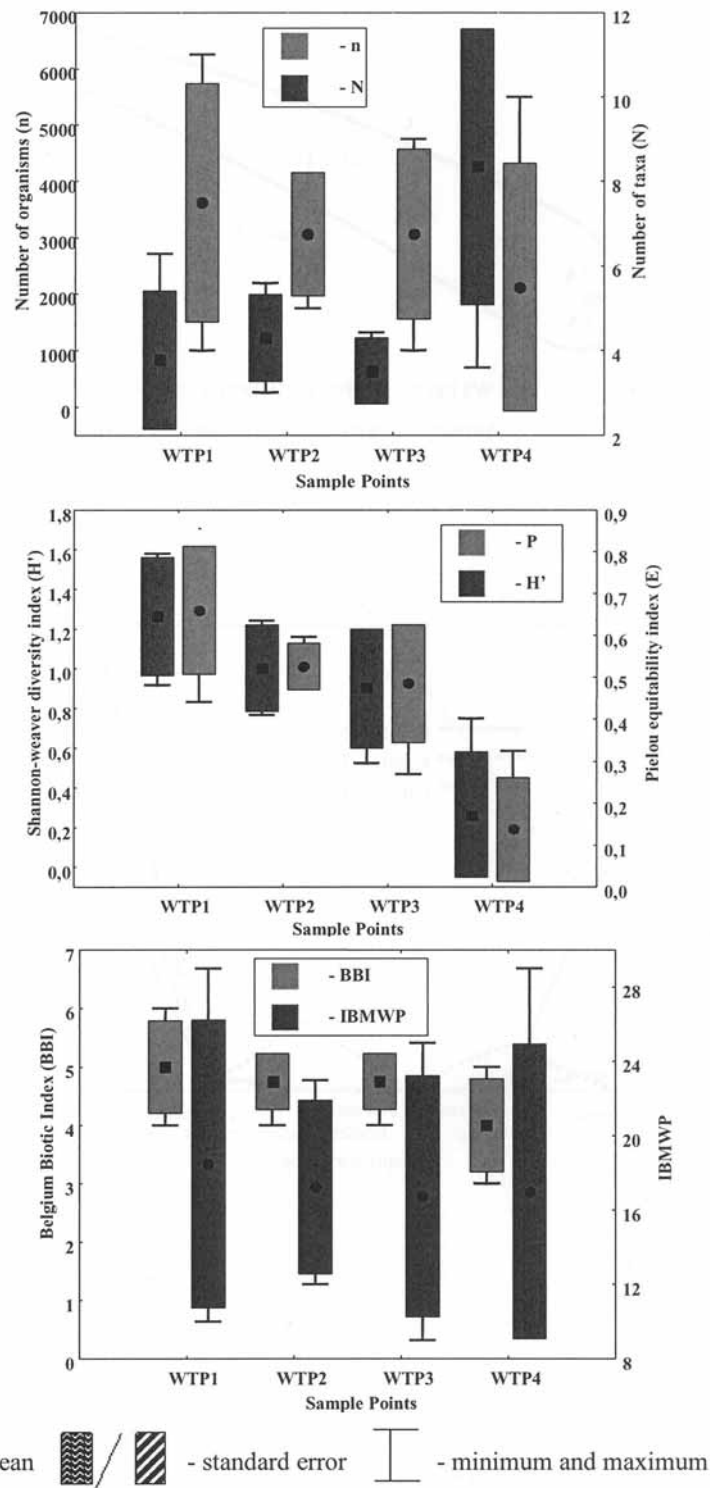 7000
6000
5000
4000
3000
2000
1000
0
Number of organisms (n)
- n
- N
12
10
8
6
4
2
Number of taxa (N)
WTP1 WTP2 WTP3 WTP4
Sample Points
1,8
1,6
1,4
1,2
1,0
0,8
0,6
0,4
0,2
0,0
Shannon-weaver diversity index (H')
- P
- H'
0,9
0,8
0,7
0,6
0,5
0,4
0,3
0,2
0,1
0,0
Pielou equitability index (E)
WTP1 WTP2 WTP3 WTP4
Sample Points
7
6
5
4
3
2
1
0
Belgium Biotic Index (BBI)
- BBI
- IBMWP
28
24
20
16
12
8
IBMWP
WTP1 WTP2 WTP3 WTP4
Sample Points
ean / - standard error - minimum and maximum